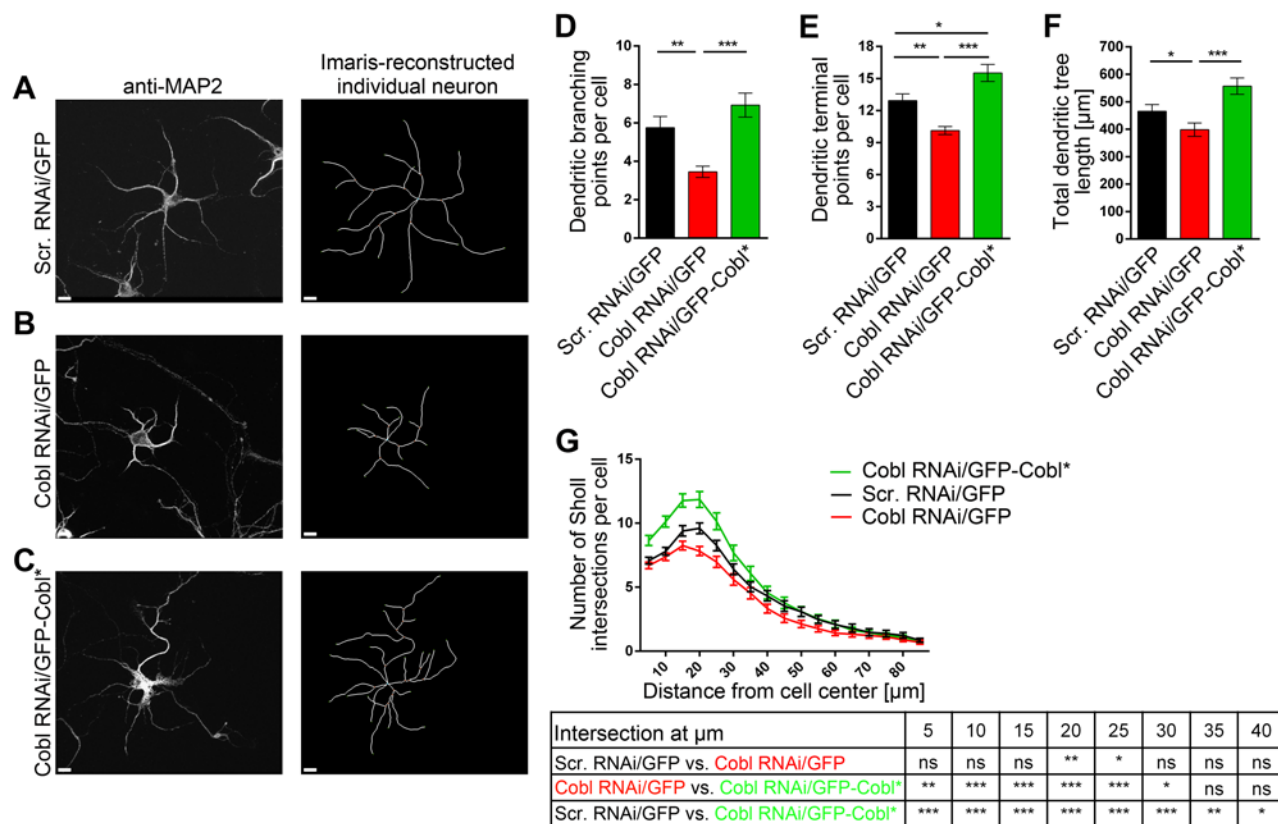 A
B
C
anti-MAP2
Imaris-reconstructed
individual neuron
Scr. RNAi/GFP
Cobl RNAi/GFP
Cobl RNAi/GFP-Cobl*
D
Dendritic branching
points per cell
10
8
6
4
2
0
** ***
Scr. RNAi/GFP
Cobl RNAi/GFP
Cobl RNAi/GFP-Cobl*
E
Dendritic terminal
points per cell
18
15
12
9
6
3
0
*
** ***
Scr. RNAi/GFP
Cobl RNAi/GFP
Cobl RNAi/GFP-Cobl*
F
Total dendritic tree
length [µm]
700
600
500
400
300
200
100
0
* ***
Scr. RNAi/GFP
Cobl RNAi/GFP
Cobl RNAi/GFP-Cobl*
G
Number of Sholl
intersections per cell
15
10
5
0
Cobl RNAi/GFP-Cobl*
Scr. RNAi/GFP
Cobl RNAi/GFP
10 20 30 40 50 60 70 80
Distance from cell center [µm]
Intersection at µm 5 10 15 20 25 30 35 40
Scr. RNAi/GFP vs. Cobl RNAi/GFP ns ns ns ** * ns ns ns
Cobl RNAi/GFP vs. Cobl RNAi/GFP-Cobl* ** *** *** *** *** * ns ns
Scr. RNAi/GFP vs. Cobl RNAi/GFP-Cobl* *** *** *** *** *** *** ** *